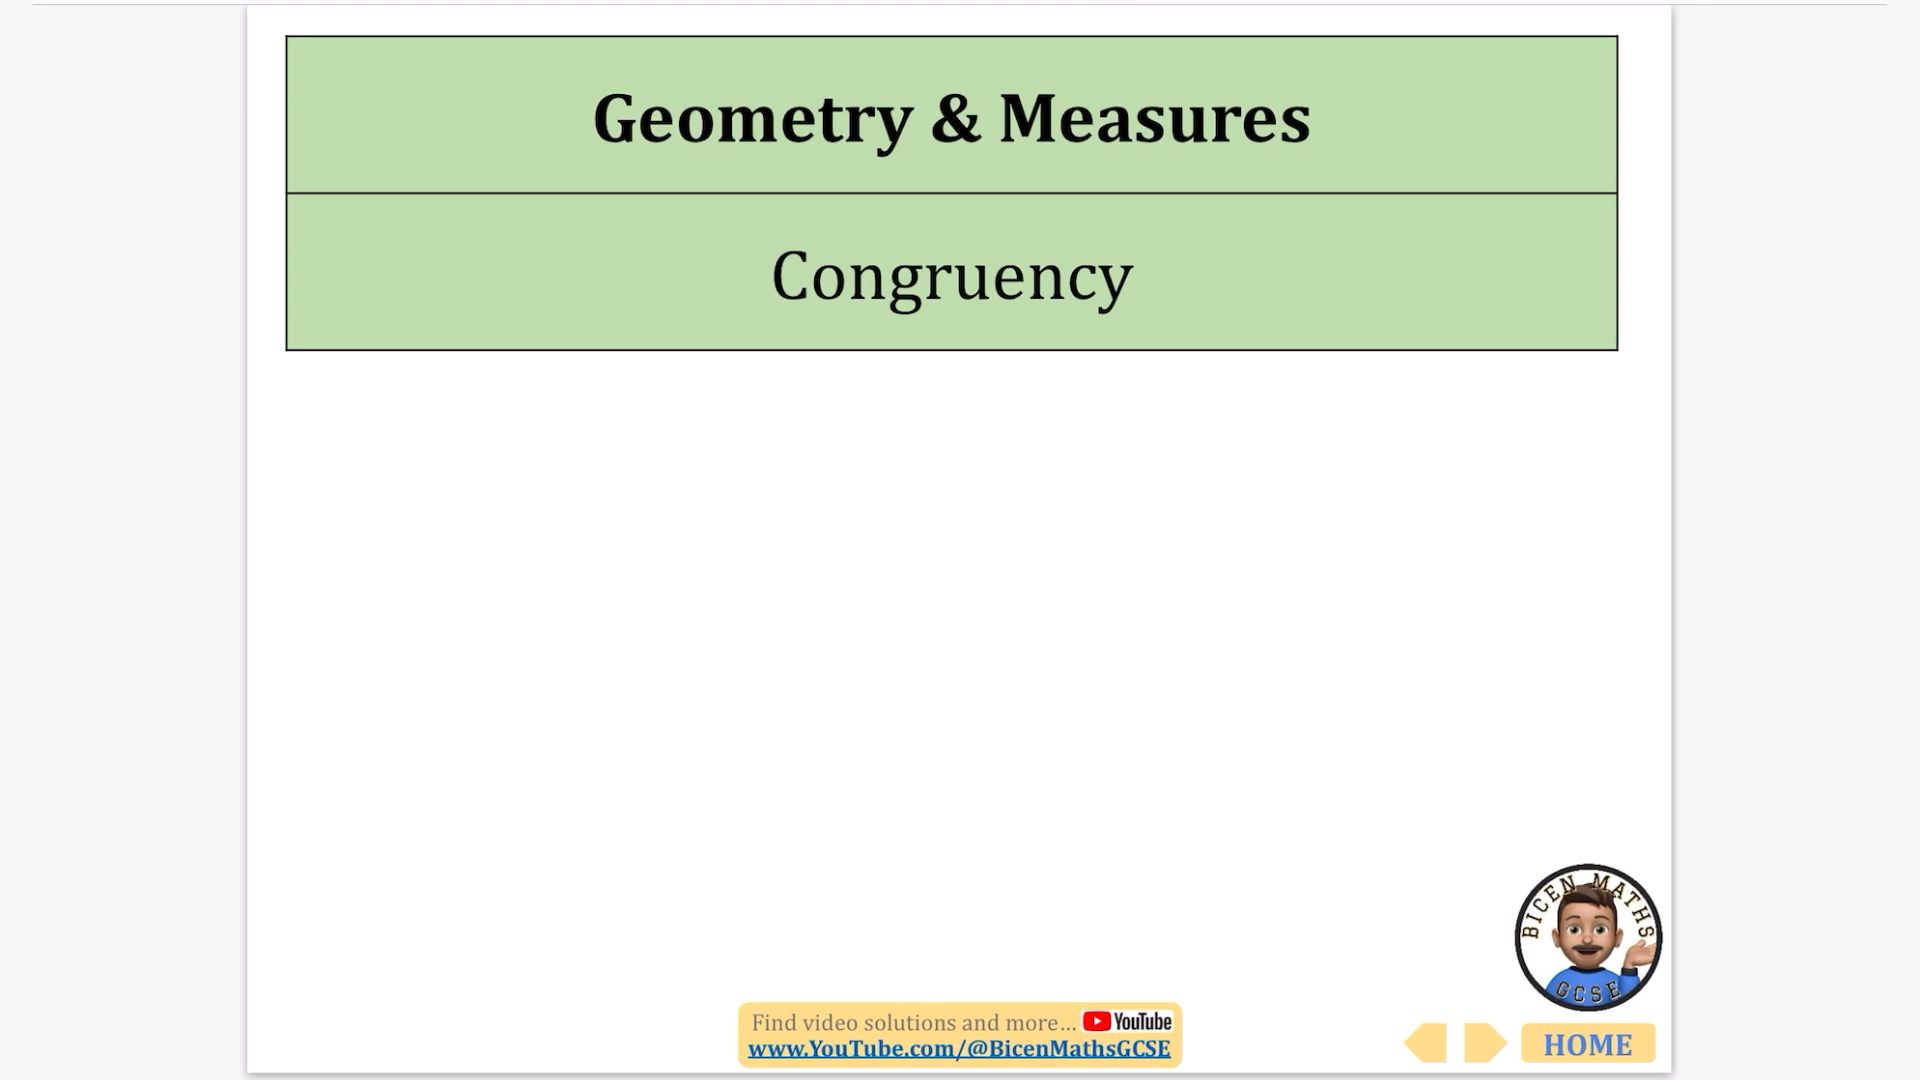 Geometry & Measures
Congruency
BICEN MATHS
GCSE
Find video solutions and more... YouTube
www.YouTube.com/@BicenMathsGCSE
HOME